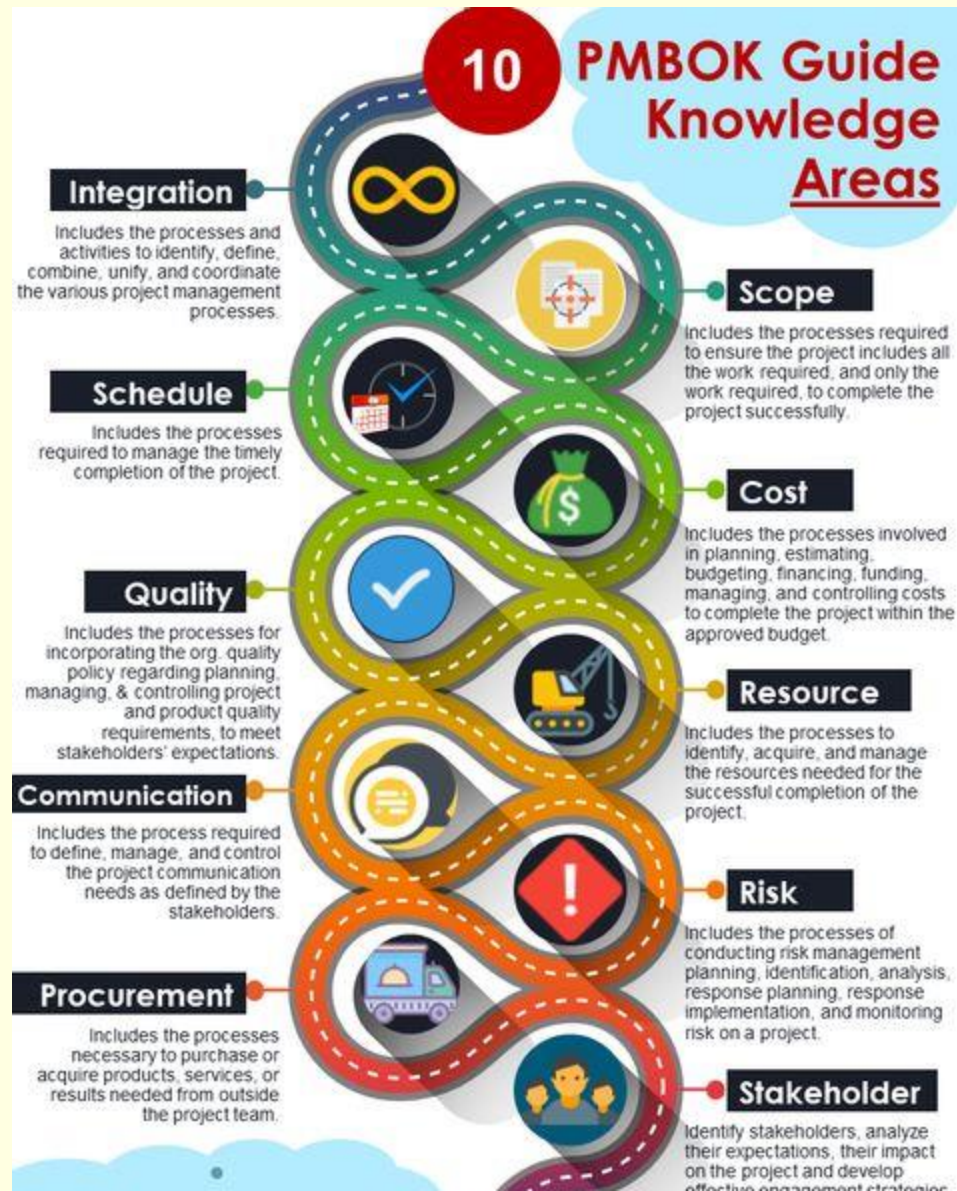 10
PMBOK Guide
Knowledge
Areas
Integration
Includes the processes and
activities to identify, define,
combine, unify, and coordinate
the various project management
processes.
Scope
Includes the processes required
to ensure the project includes all
the work required, and only the
work required, to complete the
project successfully.
Schedule
Includes the processes
required to manage the timely
completion of the project.
Cost
$
Includes the processes involved
in planning, estimating,
budgeting, financing, funding,
managing, and controlling costs
to complete the project within the
approved budget.
Quality
Includes the processes for
incorporating the org. quality
policy regarding planning,
managing, & controlling project
and product quality
requirements, to meet
stakeholders' expectations.
Resource
Includes the processes to
identify, acquire, and manage
the resources needed for the
successful completion of the
project.
Communication
Includes the process required
to define, manage, and control
the project communication
needs as defined by the
stakeholders.
Risk
!
Includes the processes of
conducting risk management
planning, identification, analysis,
response planning, response
implementation, and monitoring
risk on a project.
Procurement
Includes the processes
necessary to purchase or
acquire products, services, or
results needed from outside
the project team.
Stakeholder
Identify stakeholders, analyze
their expectations, their impact
on the project and develop
effective engagement strategies